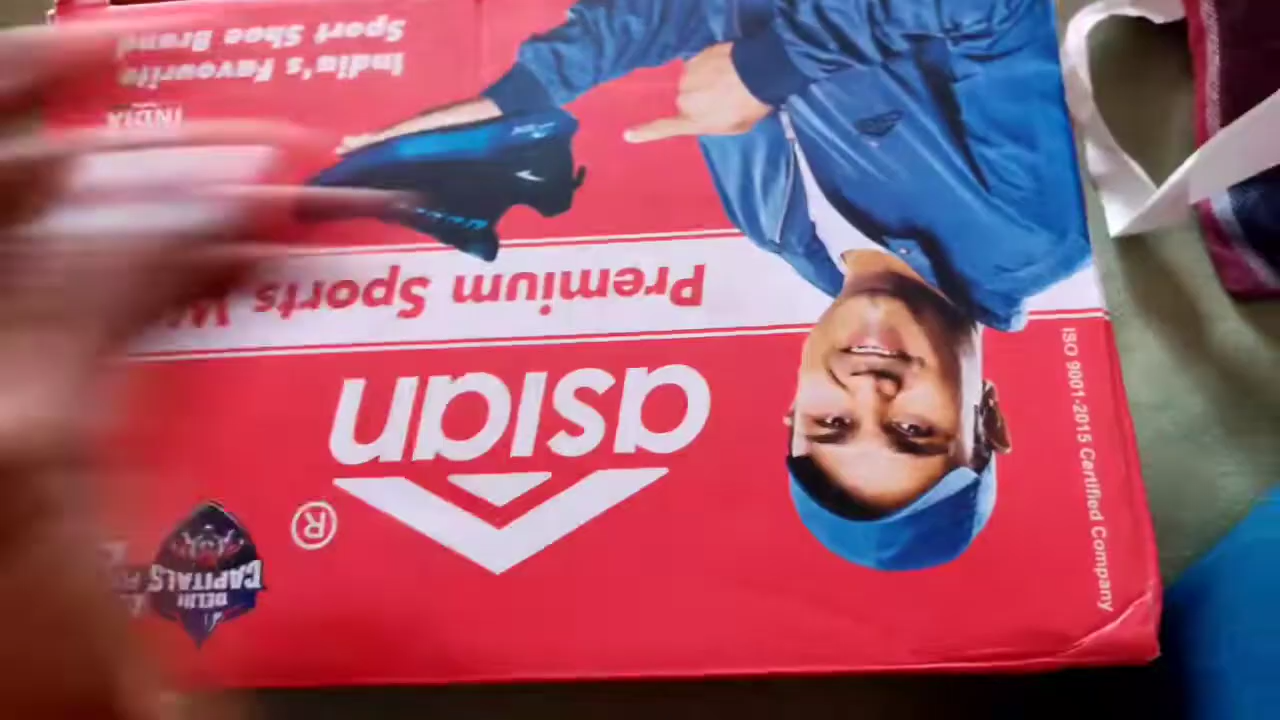 asian
®
DELHI
CAPITALS
Premium Sports
INDIA
India's Favourite
Sport Shoe Brand
ISO 9001-2015 Certified Company